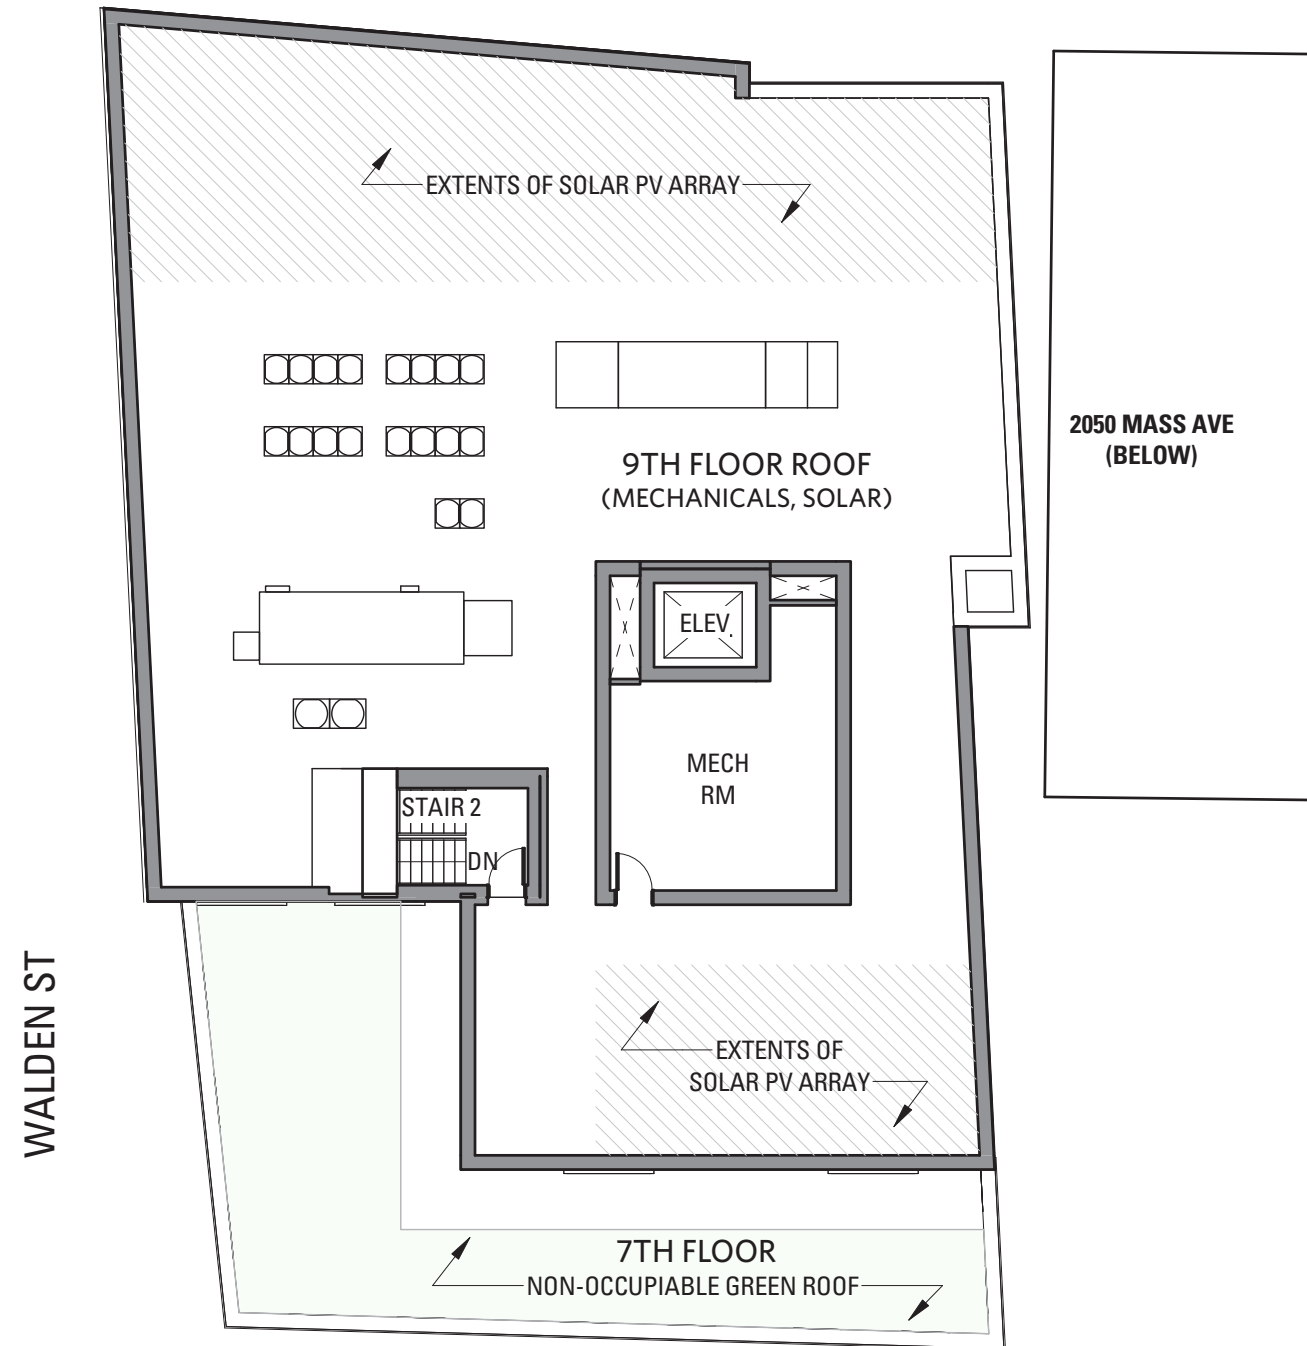 EXTENTS OF SOLAR PV ARRAY
2050 MASS AVE
(BELOW)
9TH FLOOR ROOF
(MECHANICALS, SOLAR)
ELEV.
MECH
RM
STAIR 2
DN
WALDEN ST
EXTENTS OF
SOLAR PV ARRAY
7TH FLOOR
NON-OCCUPIABLE GREEN ROOF